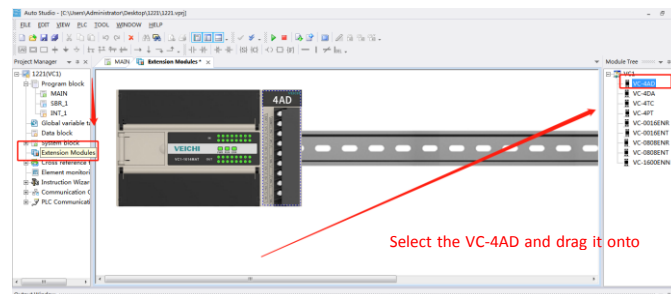 Auto Studio - [C:\Users\Administrator\Desktop\1221\1221.vprj]
FILE EDIT VIEW PLC TOOL WINDOW HELP
Project Manager
MAIN
Extension Modules*
Module Tree
1221(VC1)
Program block
MAIN
SBR_1
INT_1
Global variable t
Data block
System block
Extension Modules
Cross reference
Element monitori
Instruction Wizar
Communication C
PLC Communicati
4AD
VEICHI
VC1
VC-4AD
VC-4DA
VC-4TC
VC-4PT
VC-0016ENR
VC-0016ENT
VC-0808ENR
VC-0808ENT
VC-1600ENN
Select the VC-4AD and drag it onto